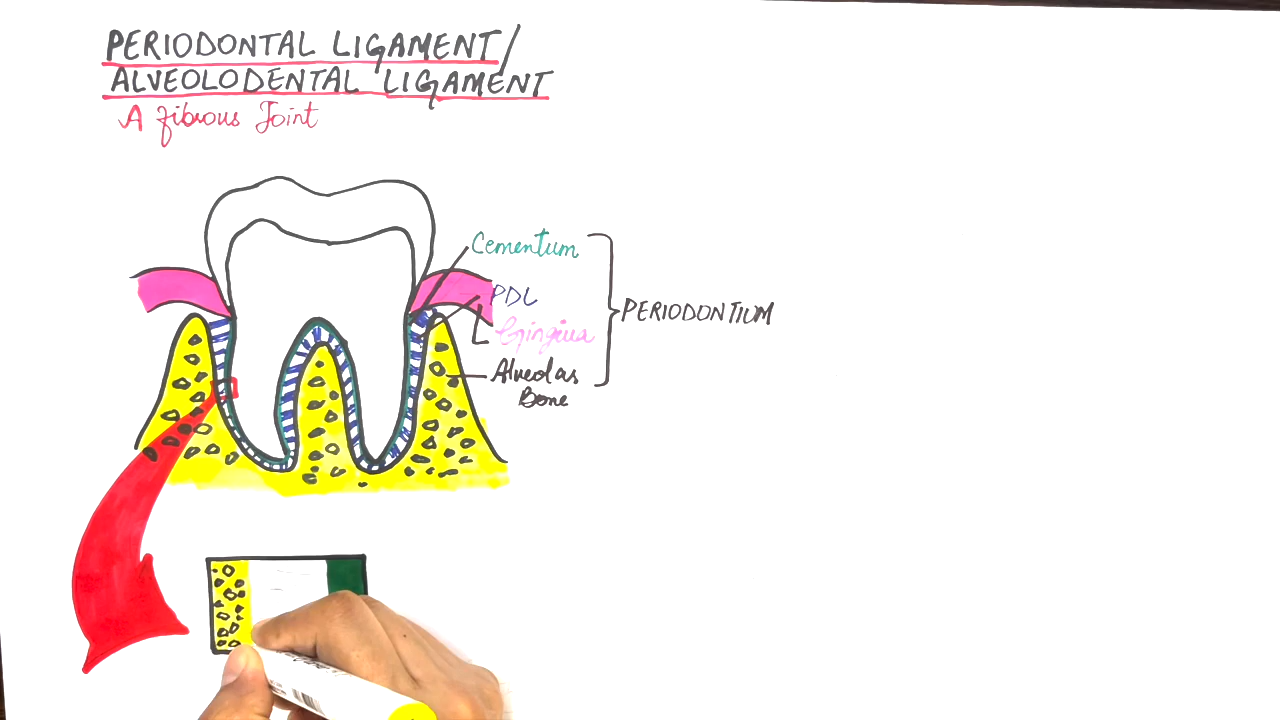 PERIODONTAL LIGAMENT/
ALVEOLODENTAL LIGAMENT
A Fibrous Joint
Cementum
PDL
Gingiva
Alveolar
Bone
PERIODONTIUM